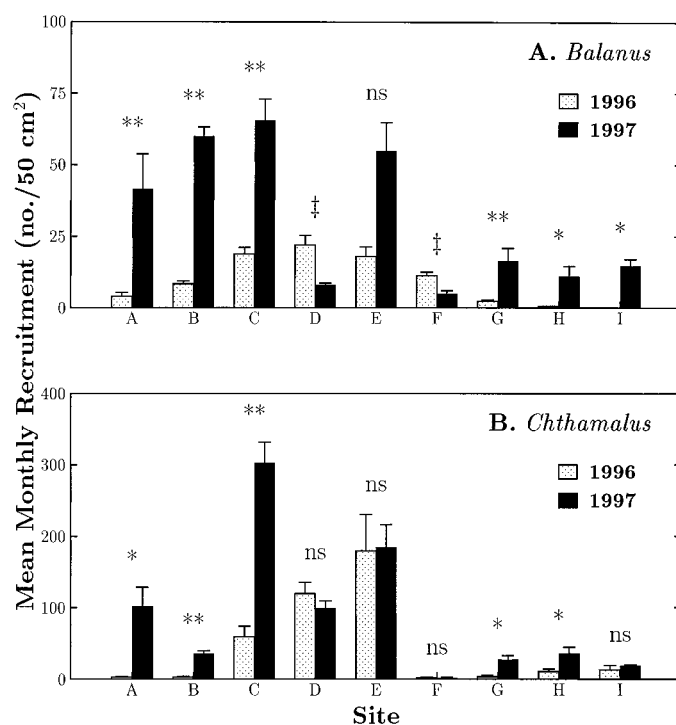 Mean Monthly Recruitment (no./50 cm²)
100
75
50
25
0
A. Balanus
1996
1997
** ** ** ‡ ns ‡ ** * *
A B C D E F G H I
400
300
200
100
0
B. Chthamalus
1996
1997
* ** ** ns ns ns * * ns
A B C D E F G H I
Site